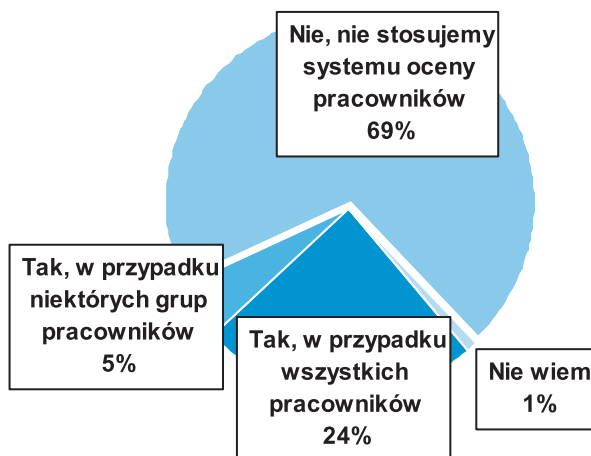 Nie, nie stosujemy
systemu oceny
pracowników
69%
Tak, w przypadku
niektórych grup
pracowników
5%
Tak, w przypadku
wszystkich
pracowników
24%
Nie wiem
1%